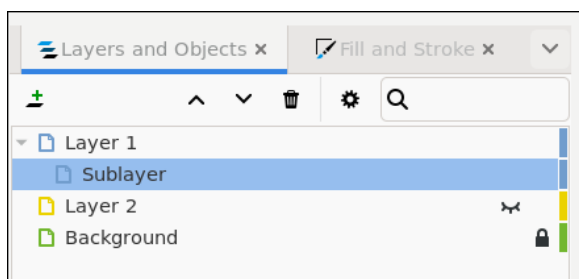 Layers and Objects
Fill and Stroke
Layer 1
Sublayer
Layer 2
Background